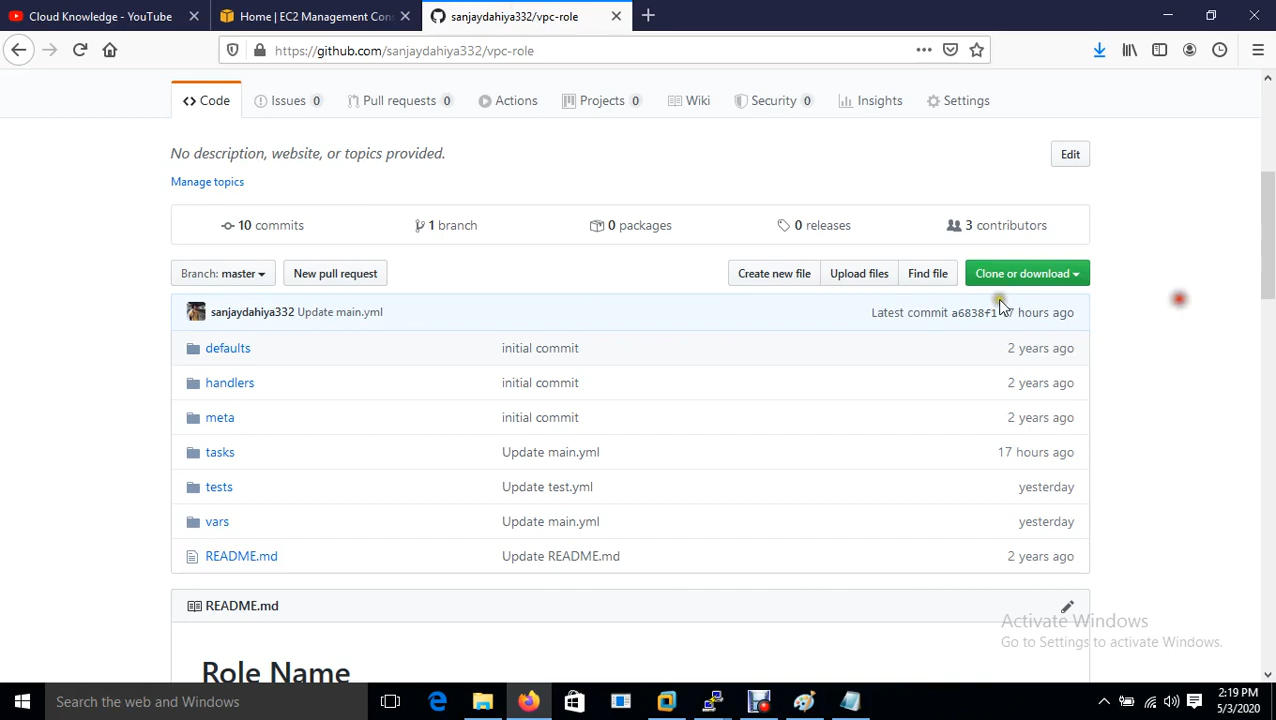 Cloud Knowledge - YouTube
Home | EC2 Management Con
sanjaydahiya332/vpc-role
https://github.com/sanjaydahiya332/vpc-role
Code
Issues 0
Pull requests 0
Actions
Projects 0
Wiki
Security 0
Insights
Settings
No description, website, or topics provided.
Edit
Manage topics
10 commits
1 branch
0 packages
0 releases
3 contributors
Branch: master
New pull request
Create new file
Upload files
Find file
Clone or download
sanjaydahiya332 Update main.yml
Latest commit a6838f1 7 hours ago
defaults initial commit 2 years ago
handlers initial commit 2 years ago
meta initial commit 2 years ago
tasks Update main.yml 17 hours ago
tests Update test.yml yesterday
vars Update main.yml yesterday
README.md Update README.md 2 years ago
README.md
Role Name
Activate Windows
Go to Settings to activate Windows.
Search the web and Windows
2:19 PM
5/3/2020